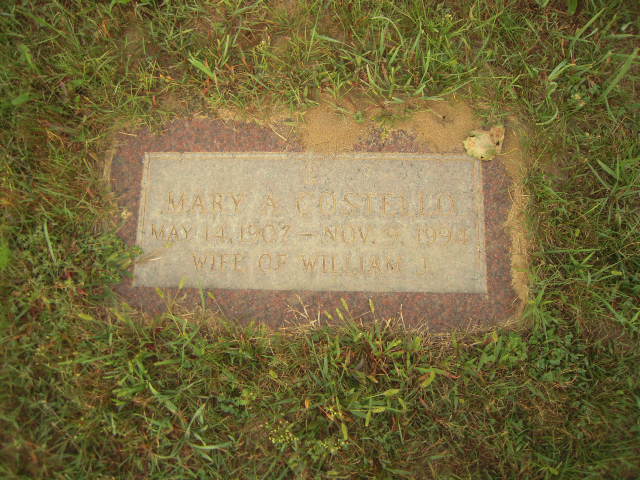 MARY A. COSTELLO
MAY 14, 1907 – NOV. 9, 1994
WIFE OF WILLIAM J.